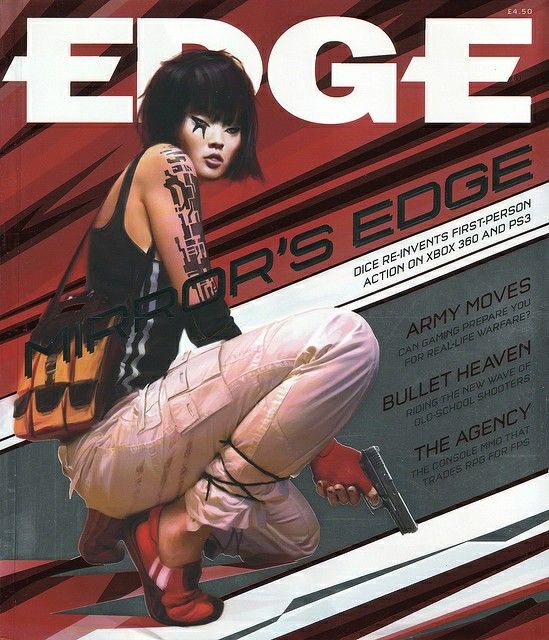 £4.50
EDGE
MIRROR'S EDGE
DICE RE-INVENTS FIRST-PERSON
ACTION ON XBOX 360 AND PS3
ARMY MOVES
CAN GAMING PREPARE YOU
FOR REAL-LIFE WARFARE?
BULLET HEAVEN
RIDING THE NEW WAVE OF
OLD-SCHOOL SHOOTERS
THE AGENCY
THE CONSOLE MMO THAT
TRADES RPG FOR FPS